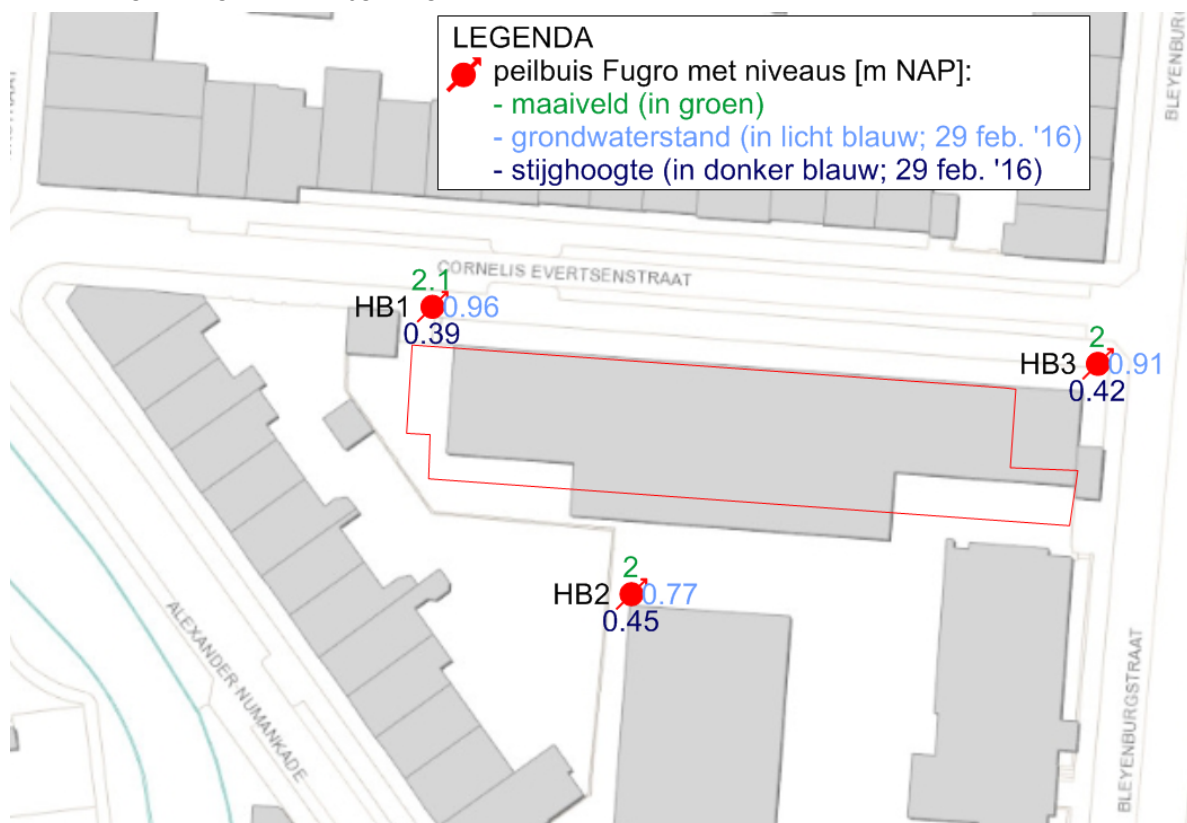 LEGENDA
peilbuis Fugro met niveaus [m NAP]:
- maaiveld (in groen)
- grondwaterstand (in licht blauw; 29 feb. '16)
- stijghoogte (in donker blauw; 29 feb. '16)
CORNELIS EVERTSENSTRAAT
2.1
HB1 0.96
0.39
2
HB3 0.91
0.42
2
HB2 0.77
0.45
ALEXANDER NUMANKADE
BLEYENBURGSTRAAT